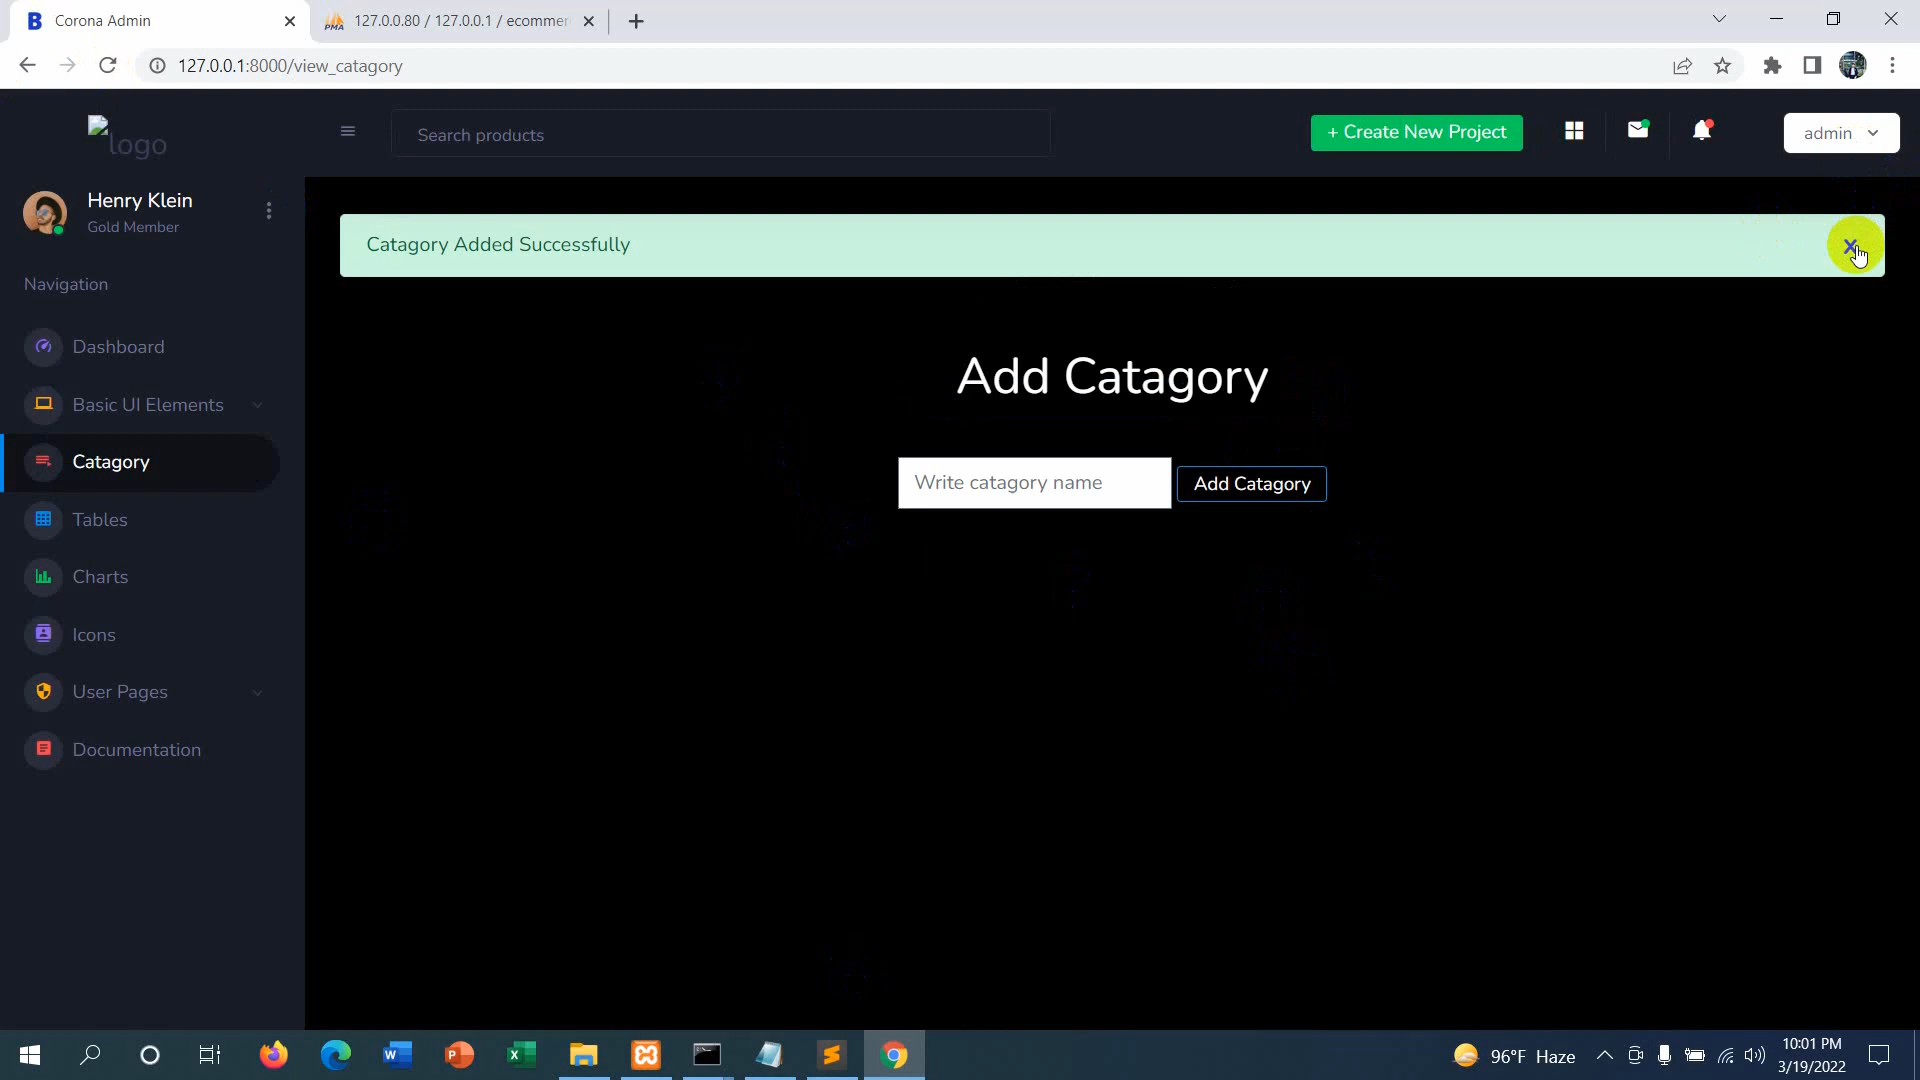 Corona Admin
127.0.0.80 / 127.0.0.1 / ecommer
127.0.0.1:8000/view_catagory
logo
Search products
+ Create New Project
admin
Henry Klein
Gold Member
Catagory Added Successfully
x
Navigation
Dashboard
Add Catagory
Basic UI Elements
Catagory
Write catagory name
Add Catagory
Tables
Charts
Icons
User Pages
Documentation
96°F Haze
10:01 PM
3/19/2022